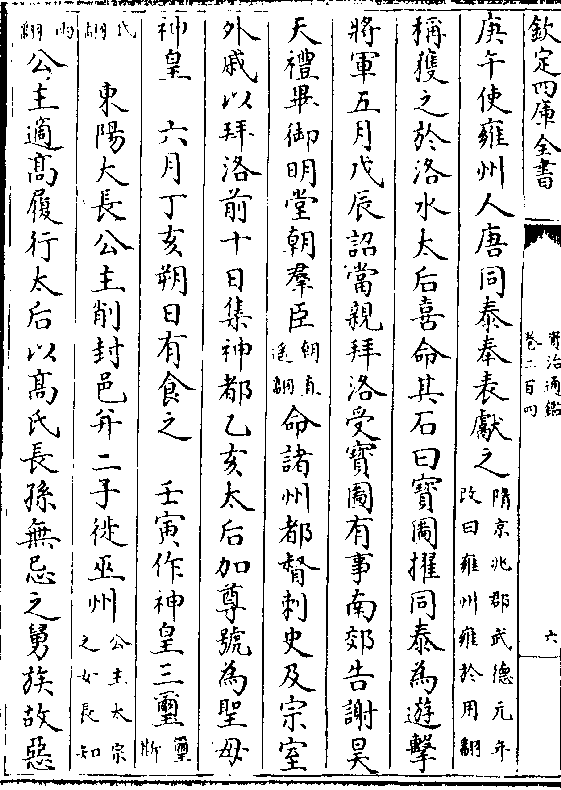 欽定四庫全書
資治通鑑
卷二百四
六
庚午使雍州人唐同泰奉表獻之隋京兆郡武德元年改曰雍州雍於用翻
稱獲之於洛水太后喜命其石曰寶圖擢同泰為遊擊
將軍五月戊辰詔當親拜洛受寶圖有事南郊告謝昊
天禮畢御明堂朝羣臣朝直遥翻命諸州都督刺史及宗室
外戚以拜洛前十日集神都乙亥太后加尊號為聖母
神皇　六月丁亥朔日有食之　壬寅作神皇三璽璽斯
氏翻　東陽大長公主削封邑并二子徙巫州公主太宗之女長知
兩翻公主適高履行太后以高氏長孫無忌之舅族故惡